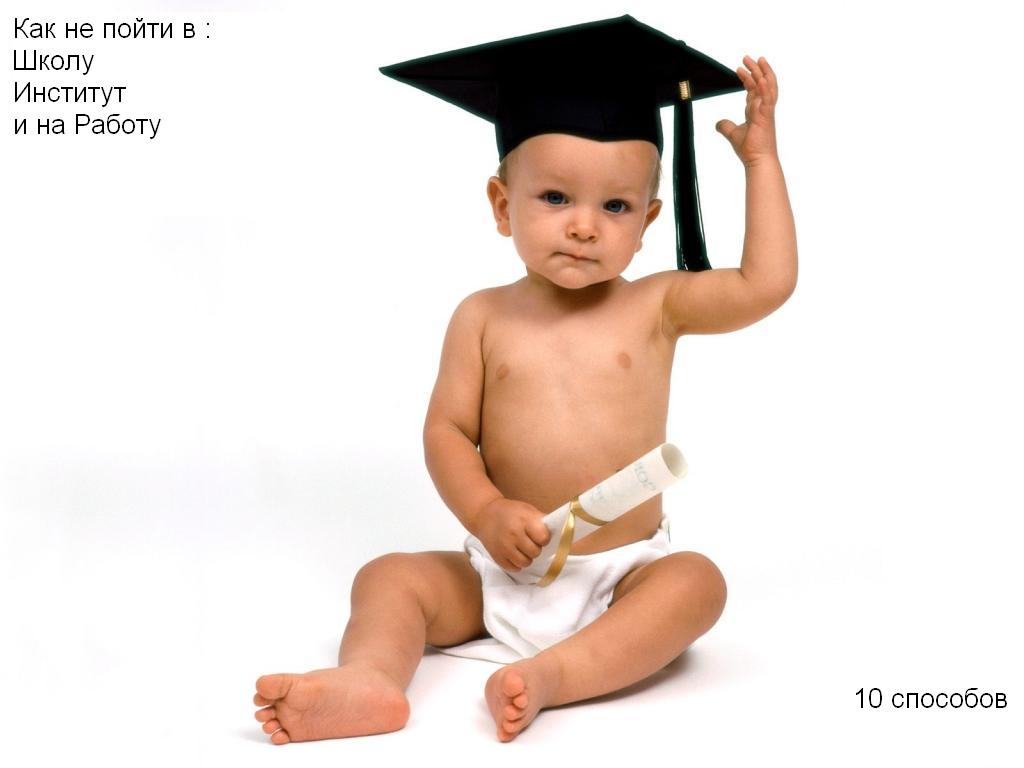 Как не пойти в :
Школу
Институт
и на Работу
10 способов